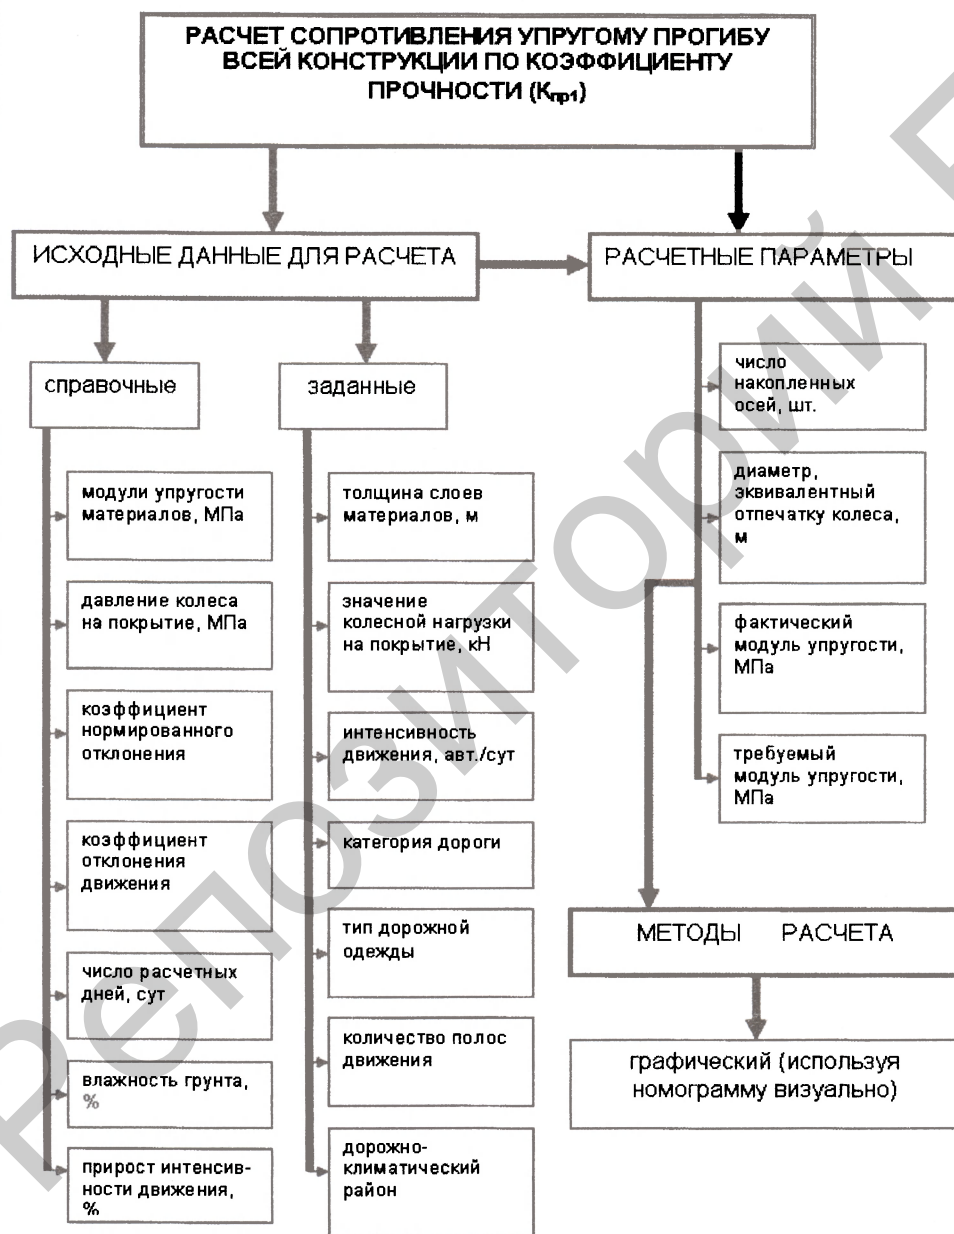 РАСЧЕТ СОПРОТИВЛЕНИЯ УПРУГОМУ ПРОГИБУ
ВСЕЙ КОНСТРУКЦИИ ПО КОЭФФИЦИЕНТУ
ПРОЧНОСТИ (Кпр1)
ИСХОДНЫЕ ДАННЫЕ ДЛЯ РАСЧЕТА
РАСЧЕТНЫЕ ПАРАМЕТРЫ
справочные
заданные
модули упругости
материалов, МПа
давление колеса
на покрытие, МПа
коэффициент
нормированного
отклонения
коэффициент
отклонения
движения
число расчетных
дней, сут
влажность грунта,
%
прирост интенсив-
ности движения,
%
толщина слоев
материалов, м
значение
колесной нагрузки
на покрытие, кН
интенсивность
движения, авт./сут
категория дороги
тип дорожной
одежды
количество полос
движения
дорожно-
климатический
район
число
накопленных
осей, шт.
диаметр,
эквивалентный
отпечатку колеса,
м
фактический
модуль упругости,
МПа
требуемый
модуль упругости,
МПа
МЕТОДЫ РАСЧЕТА
графический (используя
номограмму визуально)
Репозиторий